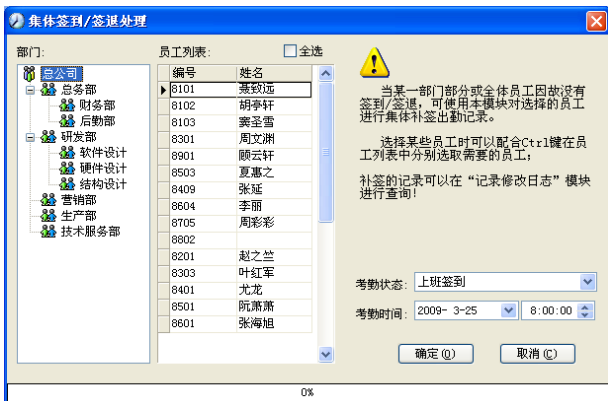 集体签到/签退处理
部门:
员工列表:
全选
总公司
总务部
财务部
后勤部
研发部
软件设计
硬件设计
结构设计
营销部
生产部
技术服务部
编号 姓名
8101 聂致远
8102 胡亭轩
8103 窦圣雪
8301 周文渊
8901 顾云轩
8503 夏惠之
8409 张延
8604 李丽
8705 周彩彩
8802
8201 赵之竺
8303 叶红军
8401 尤龙
8501 阮萧萧
8601 张海旭
当某一部门部分或全体员工因故没有
签到/签退，可使用本模块对选择的员工
进行集体补签出勤记录。
选择某些员工时可以配合Ctrl键在员
工列表中分别选取需要的员工;
补签的记录可以在“记录修改日志”模块
进行查询!
考勤状态: 上班签到
考勤时间: 2009- 3-25 8:00:00
确定(O) 取消(C)
0%